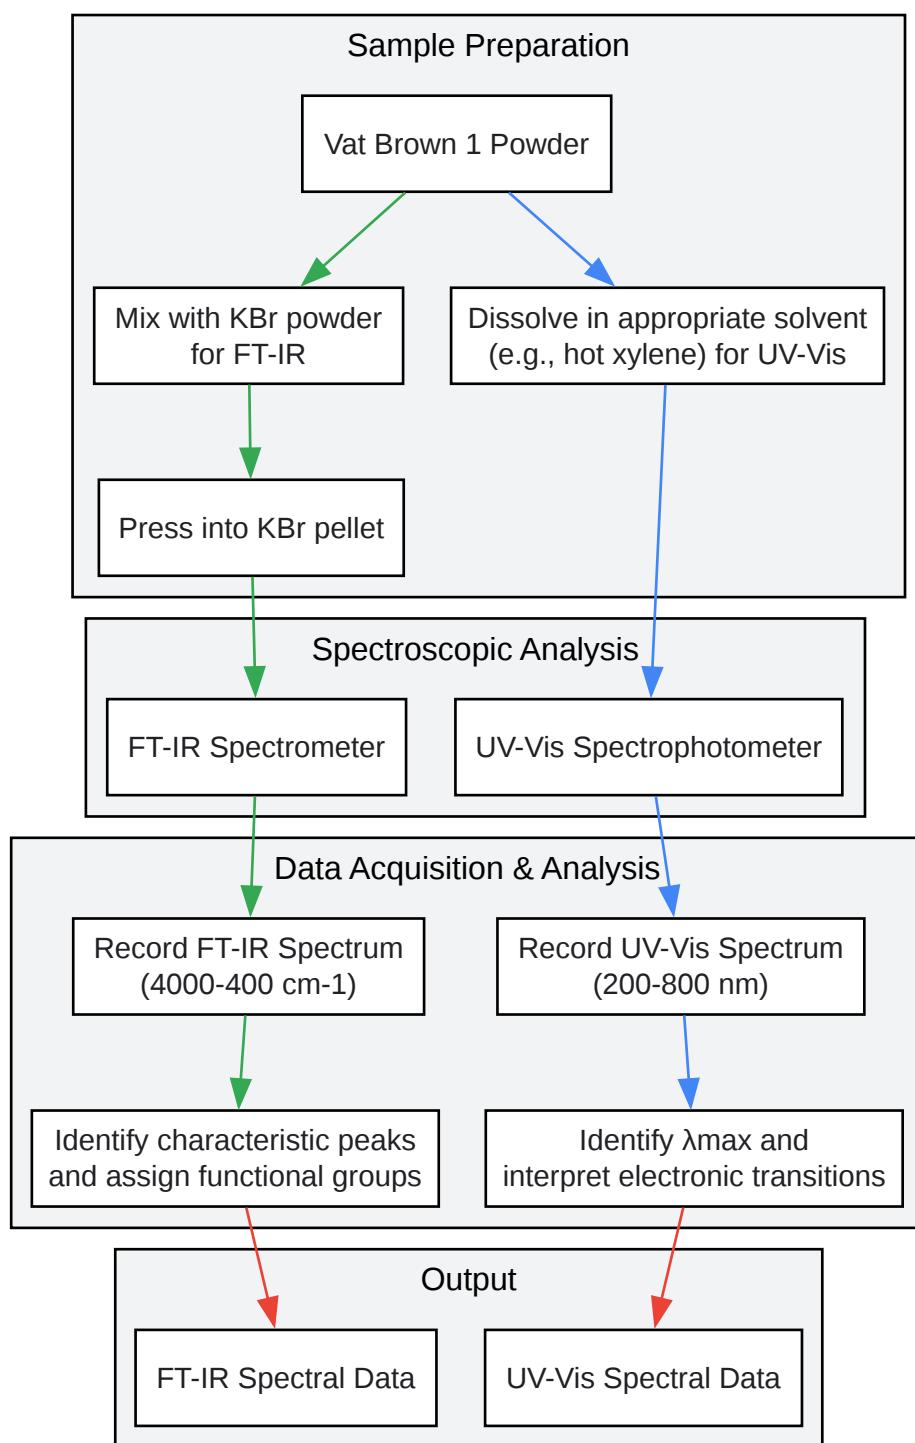 Sample Preparation
Vat Brown 1 Powder
Mix with KBr powder
for FT-IR
Dissolve in appropriate solvent
(e.g., hot xylene) for UV-Vis
Press into KBr pellet
Spectroscopic Analysis
FT-IR Spectrometer
UV-Vis Spectrophotometer
Data Acquisition & Analysis
Record FT-IR Spectrum
(4000-400 cm-1)
Record UV-Vis Spectrum
(200-800 nm)
Identify characteristic peaks
and assign functional groups
Identify λmax and
interpret electronic transitions
Output
FT-IR Spectral Data
UV-Vis Spectral Data